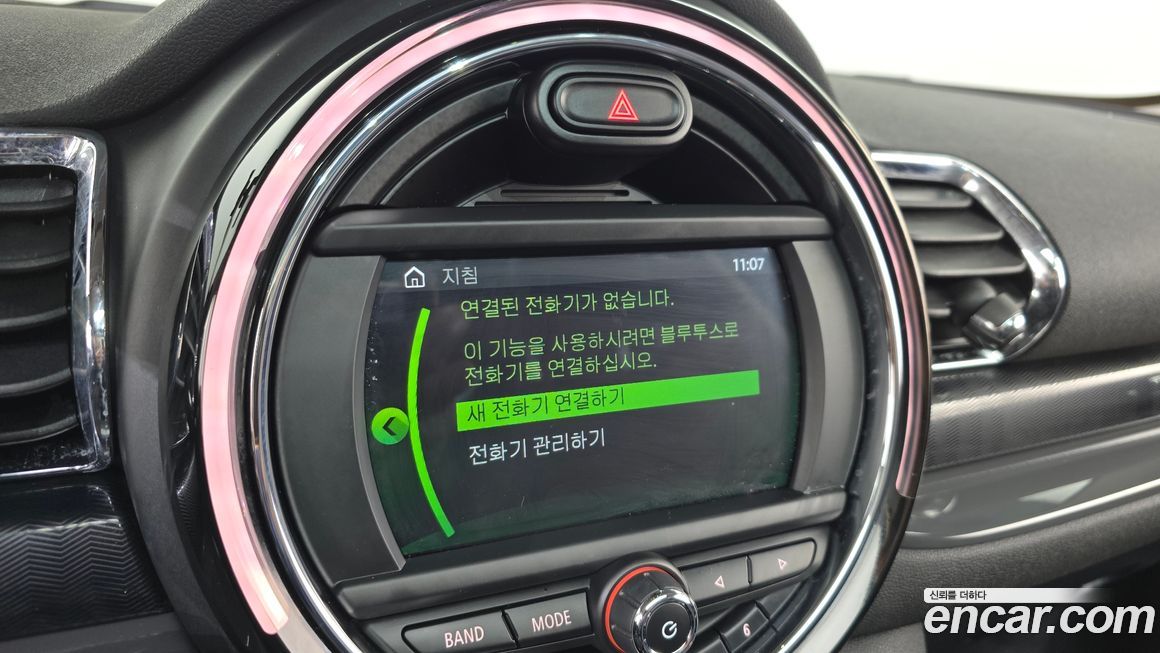 지침
11:07
연결된 전화기가 없습니다.
이 기능을 사용하시려면 블루투스로
전화기를 연결하십시오.
새 전화기 연결하기
전화기 관리하기
BAND
MODE
6
신뢰를 더하다
encar.com